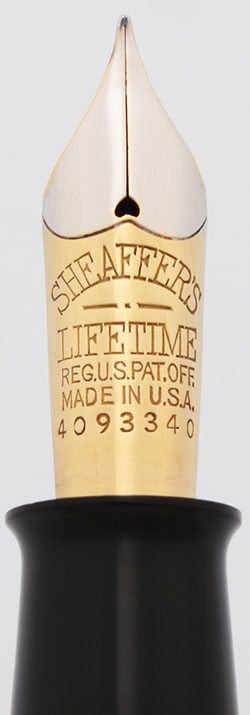 SHEAFFER'S
LIFETIME
REG.U.S.PAT.OFF.
MADE IN U.S.A.
4093340